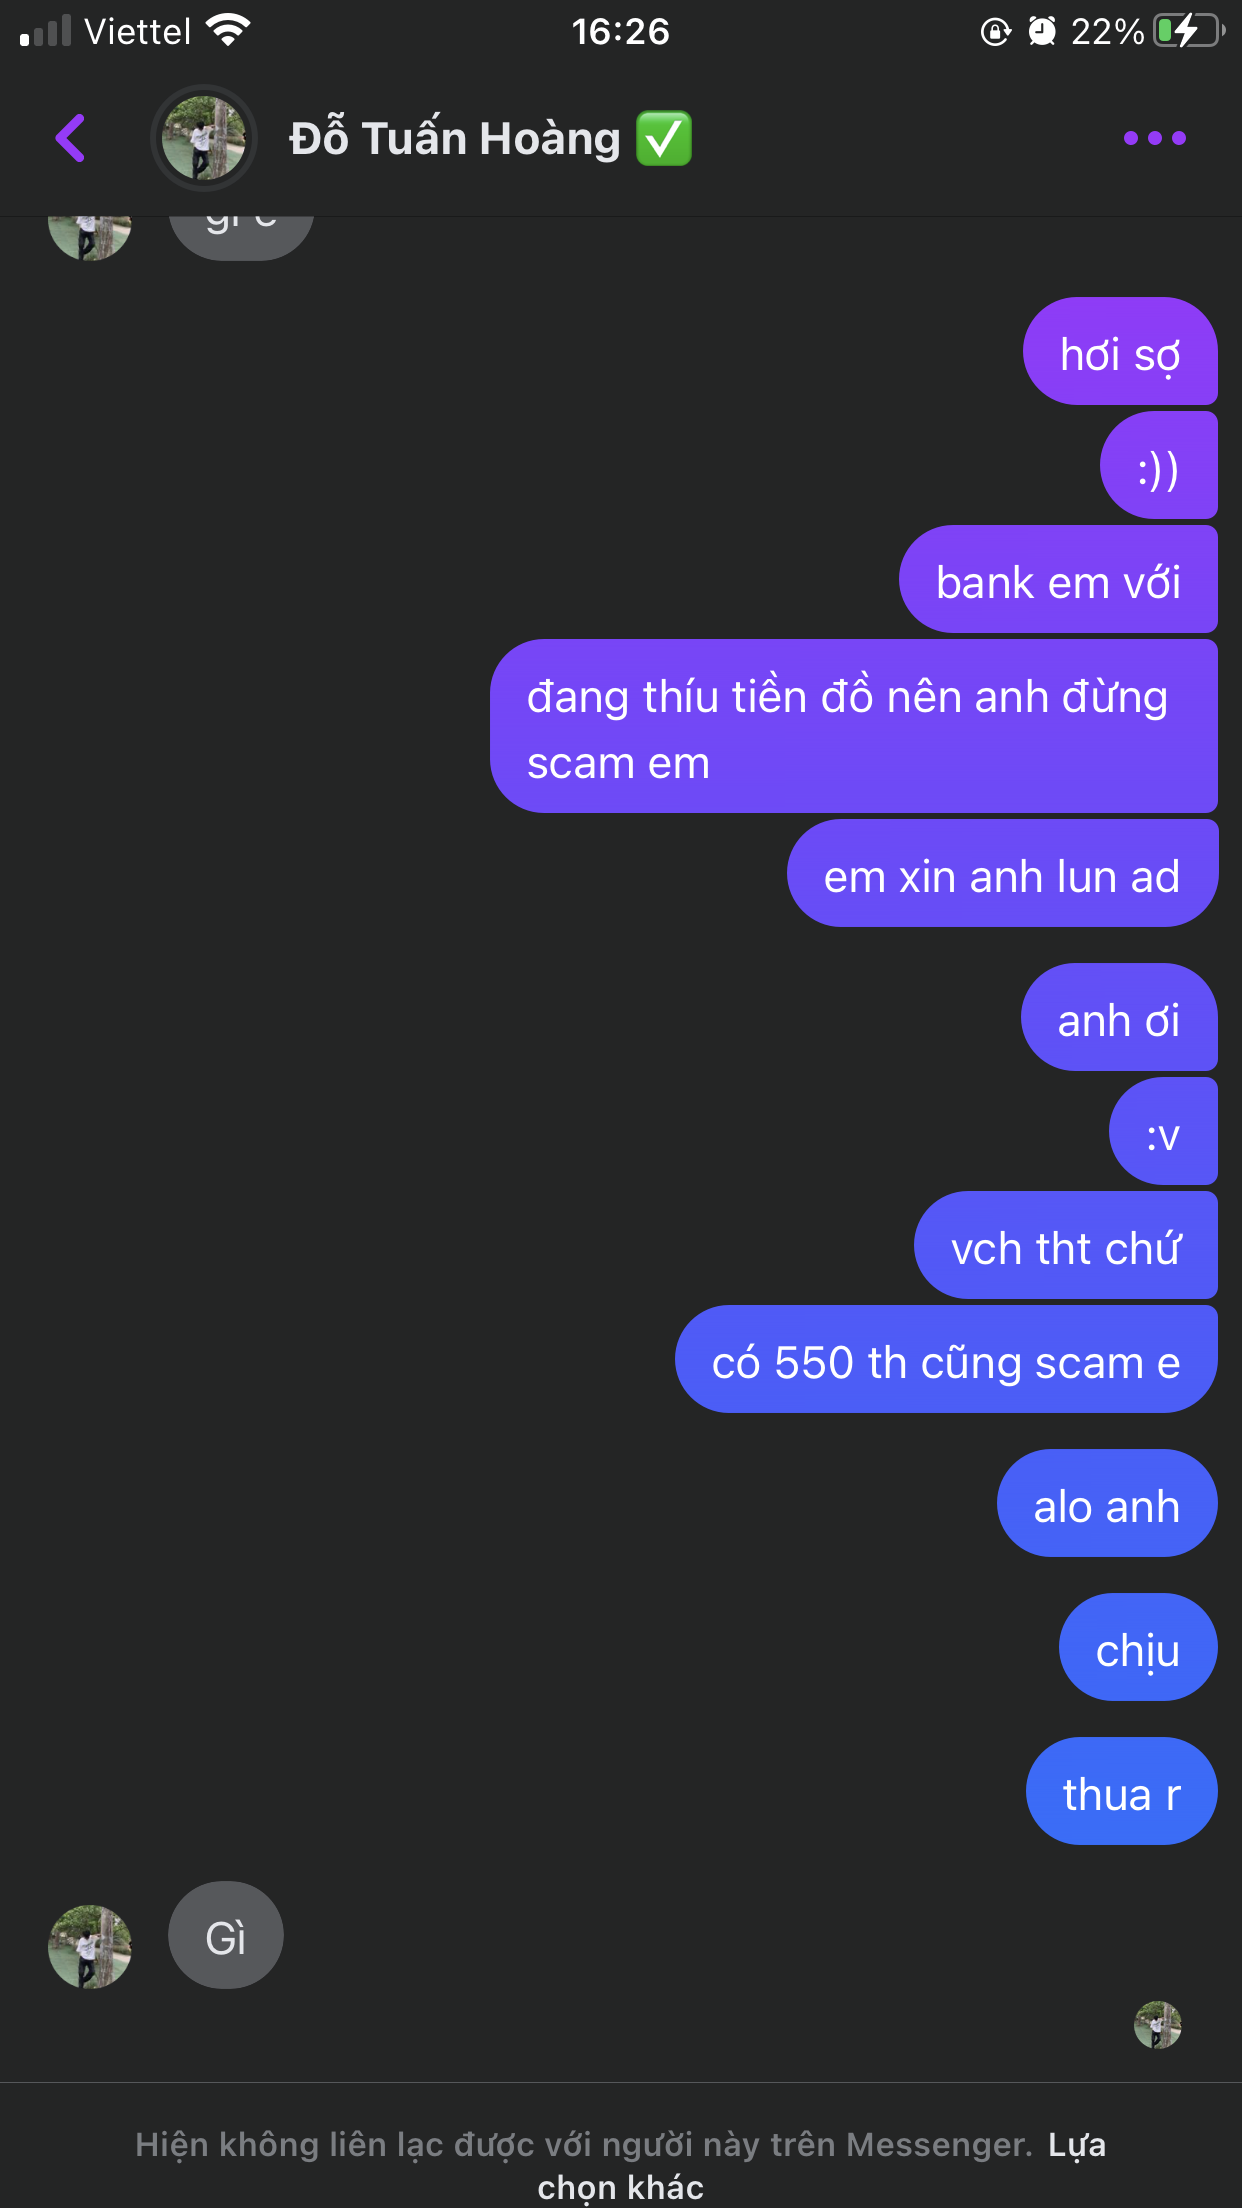 Viettel
16:26
22%
Đỗ Tuấn Hoàng ✅
hơi sợ
:))
bank em với
đang thíu tiền đồ nên anh đừng
scam em
em xin anh lun ad
anh ơi
:v
vch tht chứ
có 550 th cũng scam e
alo anh
chịu
thua r
Gì
Hiện không liên lạc được với người này trên Messenger. Lựa
chọn khác